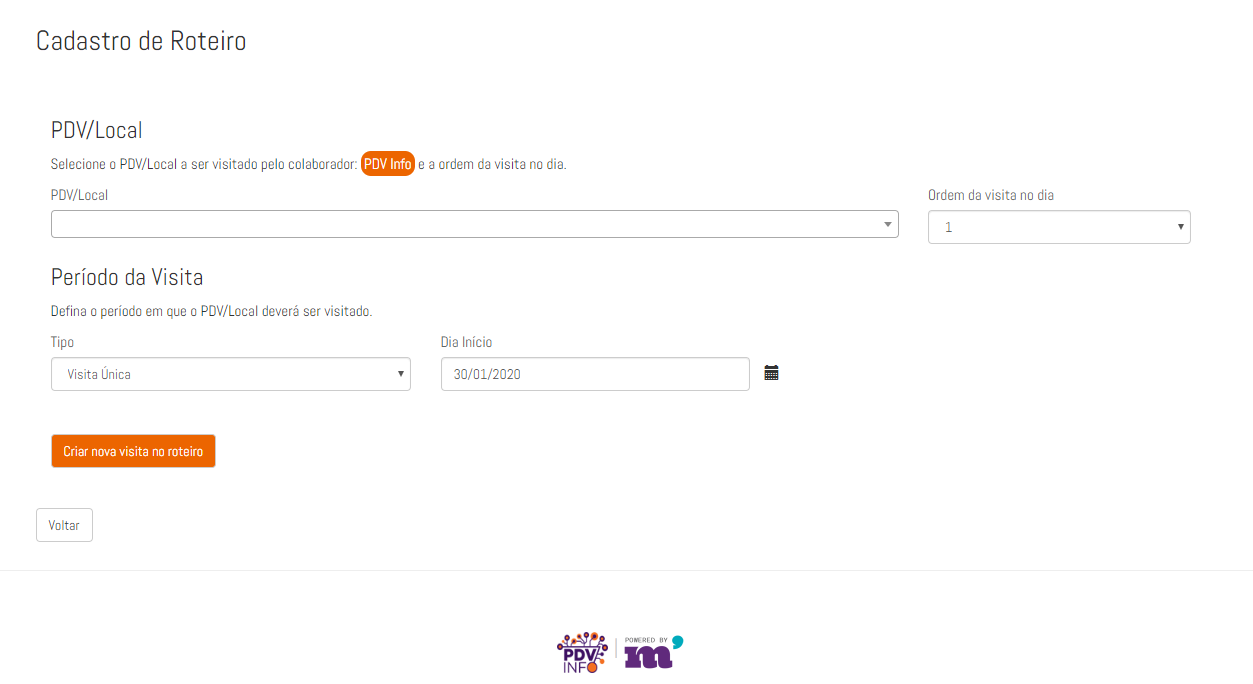 Cadastro de Roteiro
PDV/Local
Selecione o PDV/Local a ser visitado pelo colaborador: PDV Info e a ordem da visita no dia.
PDV/Local
Ordem da visita no dia
1
Período da Visita
Defina o período em que o PDV/Local deverá ser visitado.
Tipo
Dia Início
Visita Única
30/01/2020
Criar nova visita no roteiro
Voltar
PDV
INFO
POWERED BY
m'